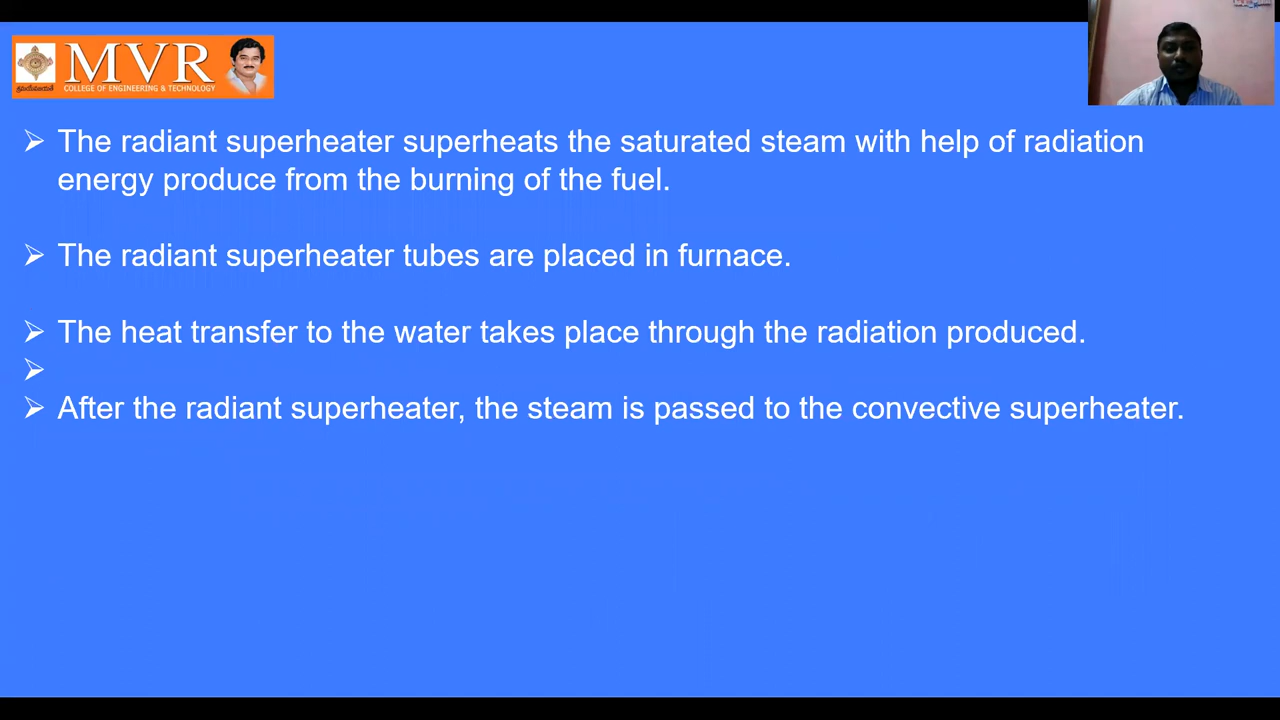 MVR
COLLEGE OF ENGINEERING & TECHNOLOGY
The radiant superheater superheats the saturated steam with help of radiation
energy produce from the burning of the fuel.
The radiant superheater tubes are placed in furnace.
The heat transfer to the water takes place through the radiation produced.
After the radiant superheater, the steam is passed to the convective superheater.